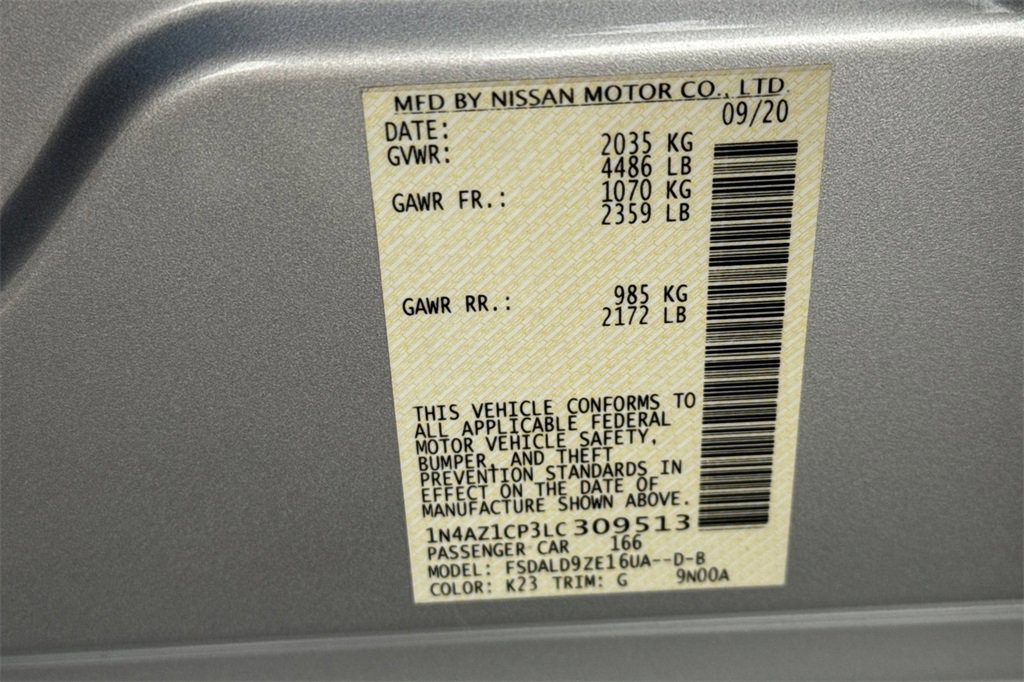 MFD BY NISSAN MOTOR CO., LTD.
DATE: 09/20
GVWR: 2035 KG
4486 LB
GAWR FR.: 1070 KG
2359 LB
GAWR RR.: 985 KG
2172 LB
THIS VEHICLE CONFORMS TO
ALL APPLICABLE FEDERAL
MOTOR VEHICLE SAFETY,
BUMPER, AND THEFT
PREVENTION STANDARDS IN
EFFECT ON THE DATE OF
MANUFACTURE SHOWN ABOVE.
1N4AZ1CP3LC309513
PASSENGER CAR 166
MODEL: FSDALD9ZE16UA--D-B
COLOR: K23 TRIM: G 9N00A